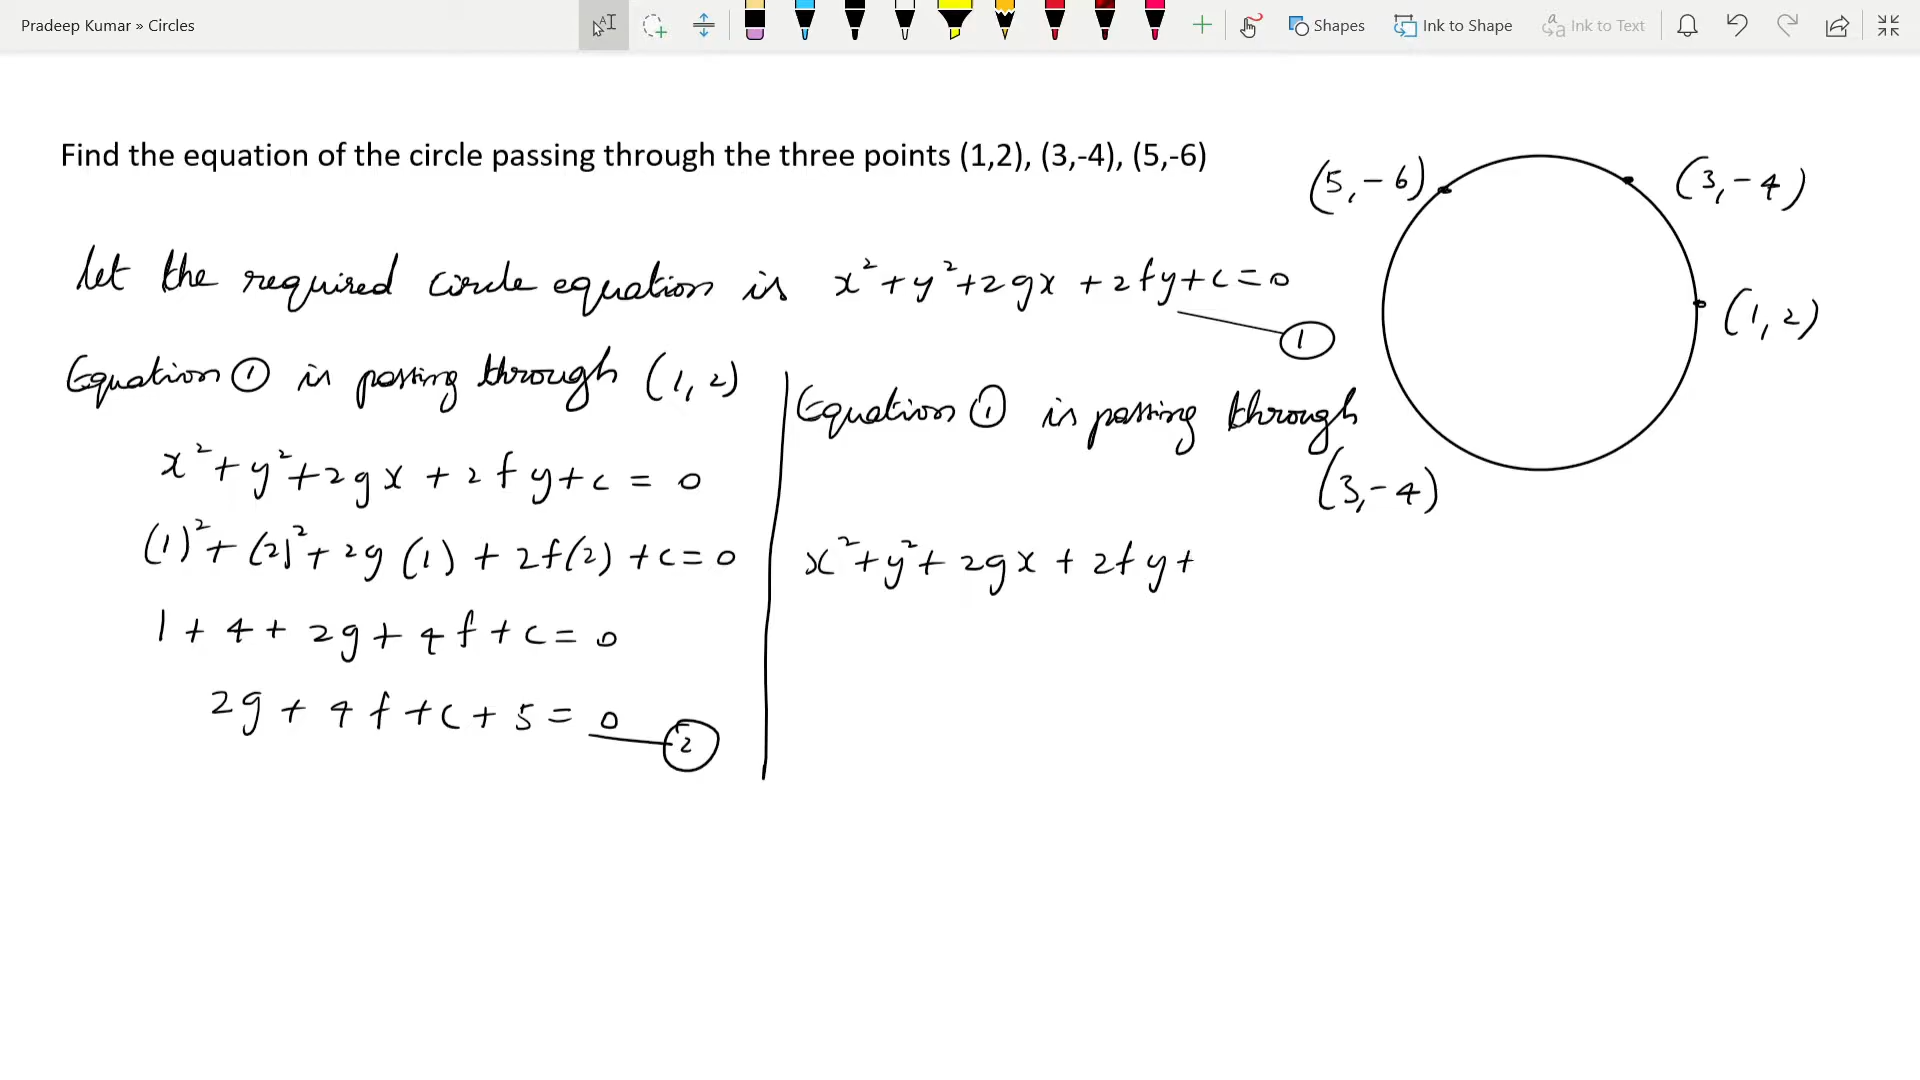 Pradeep Kumar » Circles
Shapes
Ink to Shape
Ink to Text
Find the equation of the circle passing through the three points (1,2), (3,-4), (5,-6)
(5,-6)
(3,-4)
(1,2)
let the required circle equation is x²+y²+2gx+2fy+c=0
①
Equation ① is passing through (1,2)
x²+y²+2gx+2fy+c=0
(1)²+(2)²+2g(1)+2f(2)+c=0
1+4+2g+4f+c=0
2g+4f+c+5=0 ②
Equation ① is passing through
(3,-4)
x²+y²+2gx+2fy+